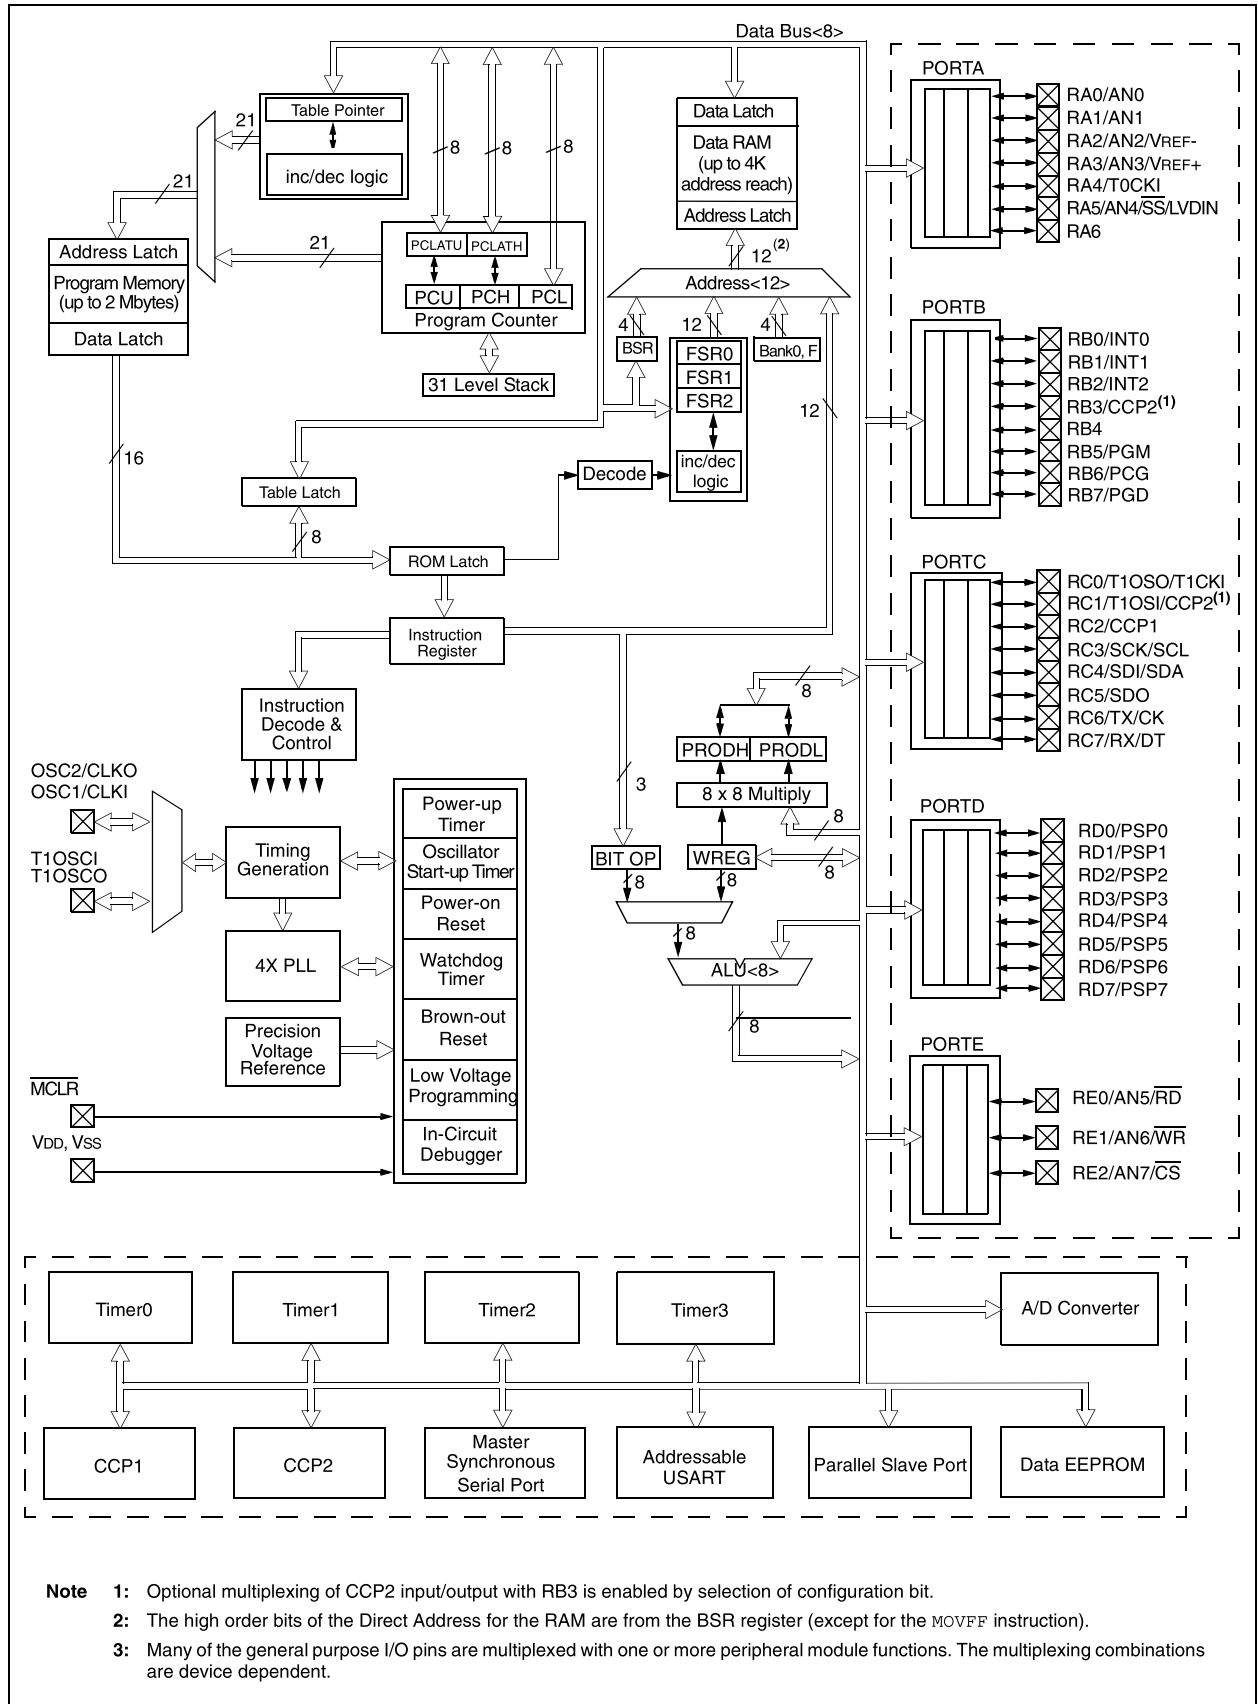 Data Bus<8>
PORTA
Table Pointer
Data Latch
RA0/AN0
RA1/AN1
21
Data RAM
(up to 4K
address reach)
RA2/AN2/VREF-
8
8
8
RA3/AN3/VREF+
inc/dec logic
21
RA4/T0CKI
Address Latch
RA5/AN4/SS/LVDIN
RA6
Address Latch
21
PCLATU
PCLATH
12(2)
Program Memory
(up to 2 Mbytes)
Address<12>
PCU
PCH
PCL
Program Counter
PORTB
4
12
4
Data Latch
BSR
FSR0
Bank0, F
RB0/INT0
RB1/INT1
31 Level Stack
FSR1
RB2/INT2
FSR2
12
RB3/CCP2(1)
RB4
16
RB5/PGM
inc/dec
logic
Decode
RB6/PCG
Table Latch
RB7/PGD
8
ROM Latch
PORTC
RC0/T1OSO/T1CKI
RC1/T1OSI/CCP2(1)
Instruction
Register
RC2/CCP1
RC3/SCK/SCL
RC4/SDI/SDA
8
RC5/SDO
Instruction
Decode &
Control
RC6/TX/CK
PRODH
PRODL
RC7/RX/DT
OSC2/CLKO
OSC1/CLKI
3
8 x 8 Multiply
PORTD
Power-up
Timer
8
RD0/PSP0
Timing
Generation
Oscillator
Start-up Timer
BIT OP
WREG
RD1/PSP1
T1OSCI
T1OSCO
8
8
8
RD2/PSP2
RD3/PSP3
Power-on
Reset
8
RD4/PSP4
RD5/PSP5
4X PLL
Watchdog
Timer
ALU<8>
RD6/PSP6
RD7/PSP7
Brown-out
Reset
8
Precision
Voltage
Reference
PORTE
MCLR
Low Voltage
Programming
RE0/AN5/RD
VDD, VSS
In-Circuit
Debugger
RE1/AN6/WR
RE2/AN7/CS
Timer0
Timer1
Timer2
Timer3
A/D Converter
CCP1
CCP2
Master
Synchronous
Serial Port
Addressable
USART
Parallel Slave Port
Data EEPROM
Note 1: Optional multiplexing of CCP2 input/output with RB3 is enabled by selection of configuration bit.
2: The high order bits of the Direct Address for the RAM are from the BSR register (except for the MOVFF instruction).
3: Many of the general purpose I/O pins are multiplexed with one or more peripheral module functions. The multiplexing combinations
are device dependent.